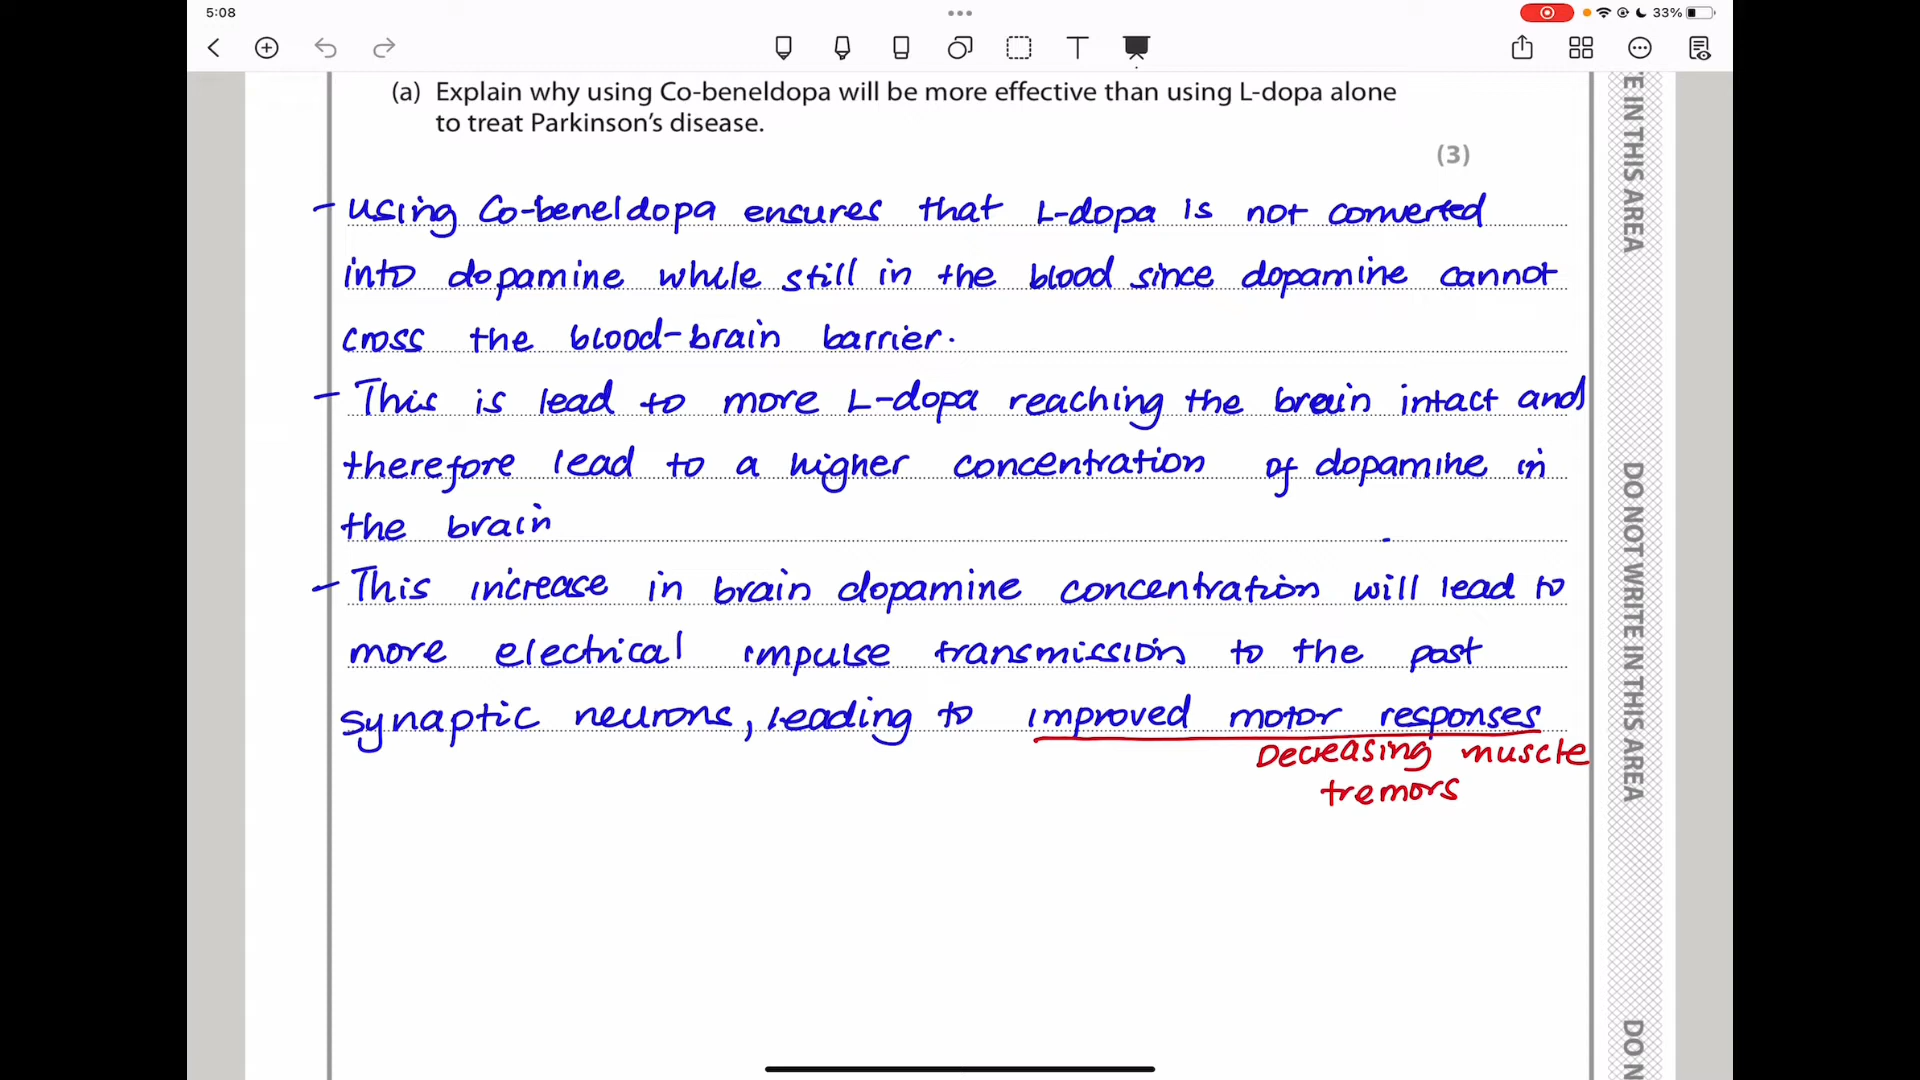 5:08
33%
(a) Explain why using Co-beneldopa will be more effective than using L-dopa alone
to treat Parkinson's disease.
(3)
- using Co-beneldopa ensures that L-dopa is not converted
into dopamine while still in the blood since dopamine cannot
cross the blood-brain barrier.
- This is lead to more L-dopa reaching the brain intact and
therefore lead to a higher concentration of dopamine in
the brain .
- This increase in brain dopamine concentration will lead to
more electrical impulse transmission to the post
synaptic neurons, leading to improved motor responses
Decreasing muscle
tremors
TE IN THIS AREA
DO NOT WRITE IN THIS AREA
DO N